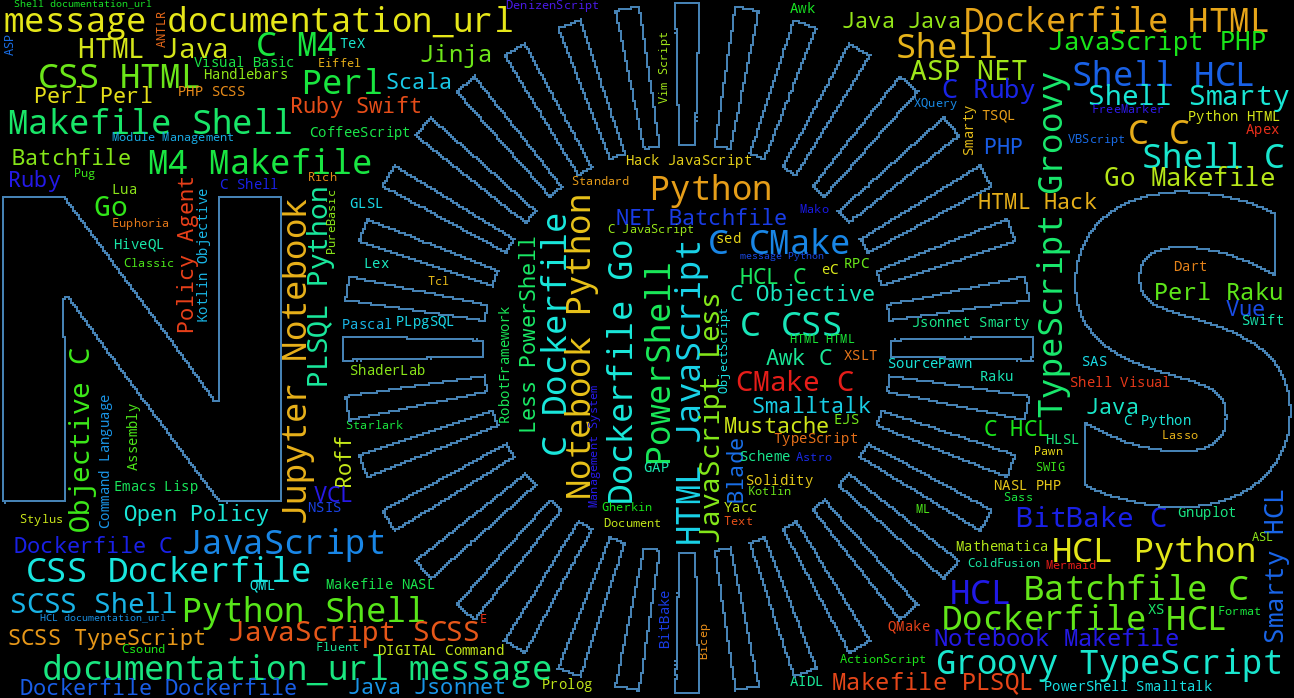 Shell documentation_url
DenizenScript
Awk
message documentation_url
Java Java
Dockerfile HTML
ANTLR
ASP
HTML Java
C M4
TeX
Jinja
Vim Script
Shell
JavaScript PHP
Visual Basic
Eiffel
CSS HTML
Handlebars
Perl
Scala
ASP NET
Shell HCL
Perl Perl
PHP SCSS
Ruby Swift
C Ruby
Shell Smarty
XQuery
FreeMarker
TSQL
Python HTML
Makefile Shell
Module Management
CoffeeScript
Smarty
PHP
VBScript
C C
Apex
Batchfile
M4 Makefile
Hack JavaScript
Shell C
Ruby
Pug
C Shell
Rich
Standard
Python
Go Makefile
Lua
Go
GLSL
Policy Agent
Kotlin Objective
PureBasic
PLSQL Python
Jupyter Notebook
HTML Hack
TypeScript Groovy
Euphoria
NET Batchfile
Mako
C JavaScript
sed
C CMake
HiveQL
Classic
Lex
message Python
eC
RPC
Tcl
HCL C
C Objective
Dart
Perl Raku
Vue
Swift
Pascal
PLpgSQL
RobotFramework
Less PowerShell
C Dockerfile
Notebook Python
Dockerfile Go
PowerShell
HTML JavaScript
JavaScript Less
ObjectScript
C CSS
HTML HTML
Jsonnet Smarty
Awk C
XSLT
SourcePawn
SAS
ShaderLab
CMake C
Raku
Shell Visual
Objective C
Command Language
Assembly
Management System
Smalltalk
Java
Starlark
Mustache
EJS
C Python
C HCL
HLSL
Lasso
TypeScript
Roff
Blade
Scheme
Astro
Pawn
GAP
SWIG
Emacs Lisp
VCL
Solidity
Kotlin
NASL PHP
Sass
NSIS
Gherkin
Yacc
ML
Stylus
Open Policy
Document
Text
BitBake C
Gnuplot
Smarty HCL
Dockerfile C
JavaScript
Mathematica
HCL Python
ASL
CSS Dockerfile
ColdFusion
Mermaid
QML
Makefile NASL
HCL
Batchfile C
SCSS Shell
Python Shell
BitBake
Dockerfile HCL
XS
Format
HCL documentation_url
E
SCSS TypeScript
JavaScript SCSS
Bicep
QMake
Notebook Makefile
Csound
Fluent
DIGITAL Command
ActionScript
Groovy TypeScript
documentation_url message
Dockerfile Dockerfile
Java Jsonnet
Prolog
AIDL
Makefile PLSQL
PowerShell Smalltalk